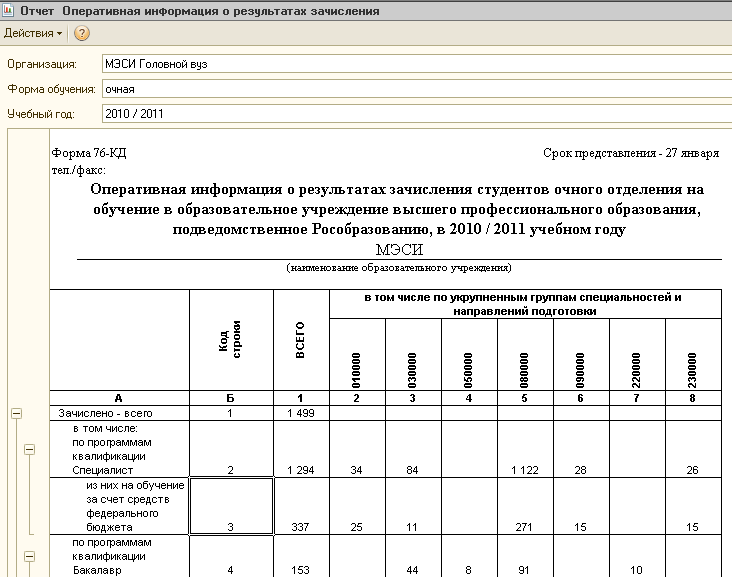 Отчет Оперативная информация о результатах зачисления
Действия
?
Организация: МЭСИ Головной вуз
Форма обучения: очная
Учебный год: 2010 / 2011
Форма 76-КД Срок представления - 27 января
тел./факс:
Оперативная информация о результатах зачисления студентов очного отделения на
обучение в образовательное учреждение высшего профессионального образования,
подведомственное Рособразованию, в 2010 / 2011 учебном году
МЭСИ
(наименование образовательного учреждения)
в том числе по укрупненным группам специальностей и
направлений подготовки
Код
строки
ВСЕГО
010000 030000 050000 080000 090000 220000 230000
А Б 1 2 3 4 5 6 7 8
Зачислено - всего 1 1 499
в том числе:
по программам
квалификации
Специалист 2 1 294 34 84 1 122 28 26
из них на обучение
за счет средств
федерального
бюджета 3 337 25 11 271 15 15
по программам
квалификации
Бакалавр 4 153 44 8 91 10